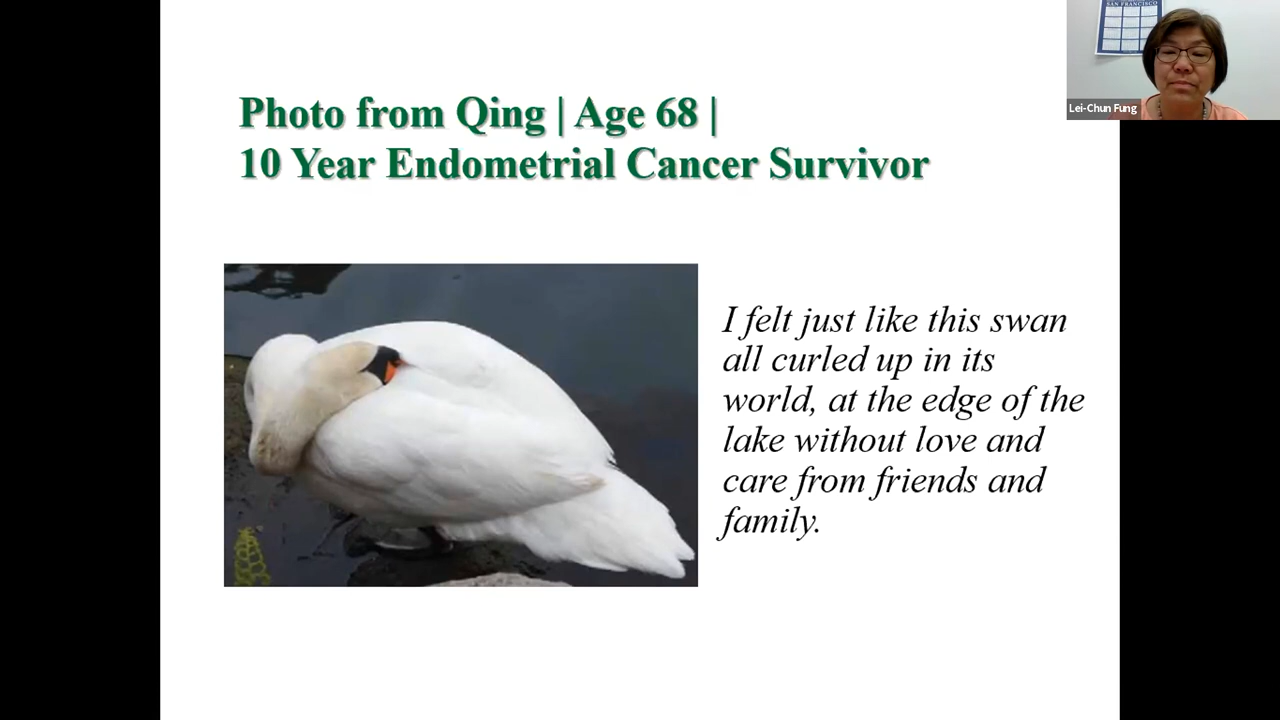 SAN FRANCISCO
Lei-Chun Fung
Photo from Qing | Age 68 |
10 Year Endometrial Cancer Survivor
I felt just like this swan
all curled up in its
world, at the edge of the
lake without love and
care from friends and
family.